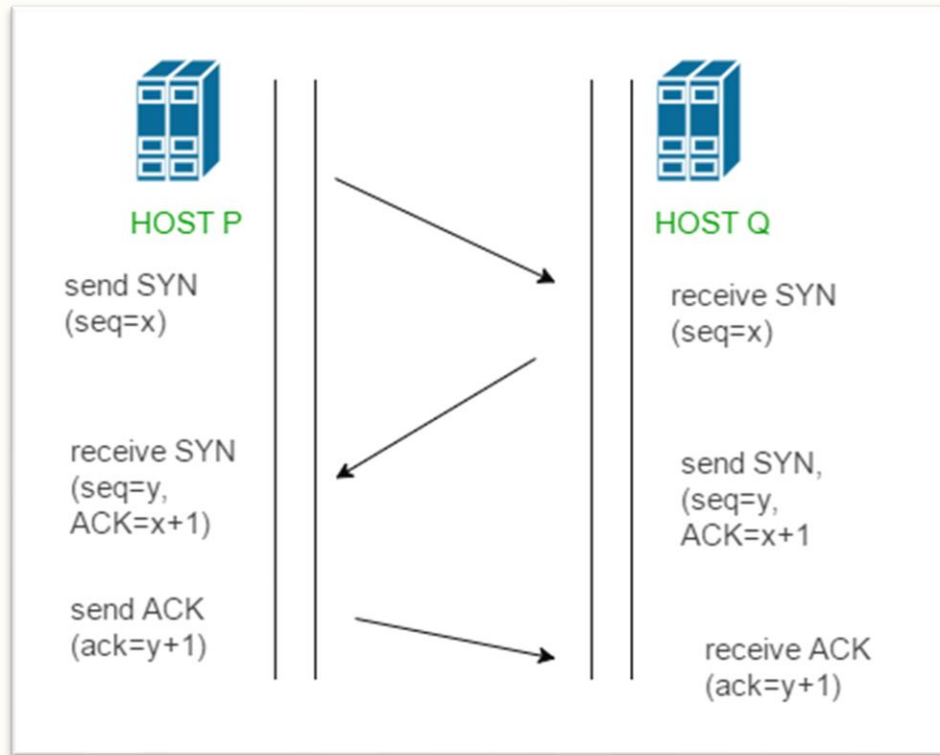 HOST P
HOST Q
send SYN
(seq=x)
receive SYN
(seq=x)
receive SYN
(seq=y,
ACK=x+1)
send SYN,
(seq=y,
ACK=x+1
send ACK
(ack=y+1)
receive ACK
(ack=y+1)